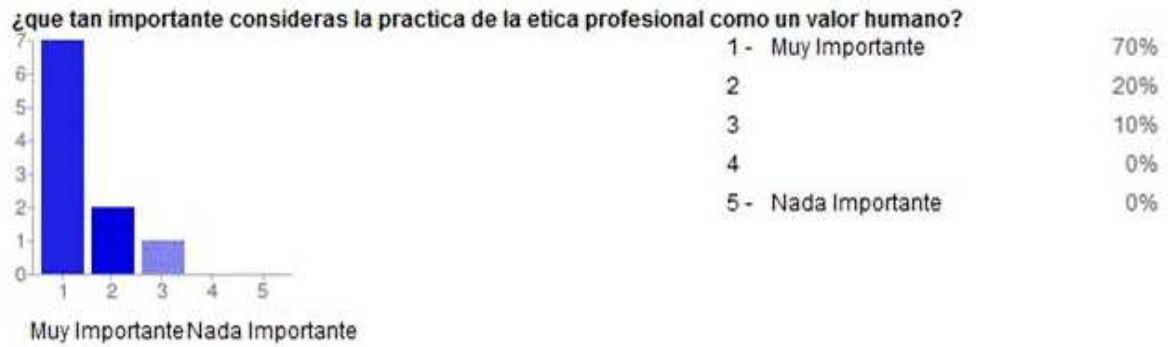 ¿que tan importante consideras la practica de la etica profesional como un valor humano?
7
6
5
4
3
2
1
0
1 2 3 4 5
Muy Importante Nada Importante
1 - Muy Importante 70%
2 20%
3 10%
4 0%
5 - Nada Importante 0%